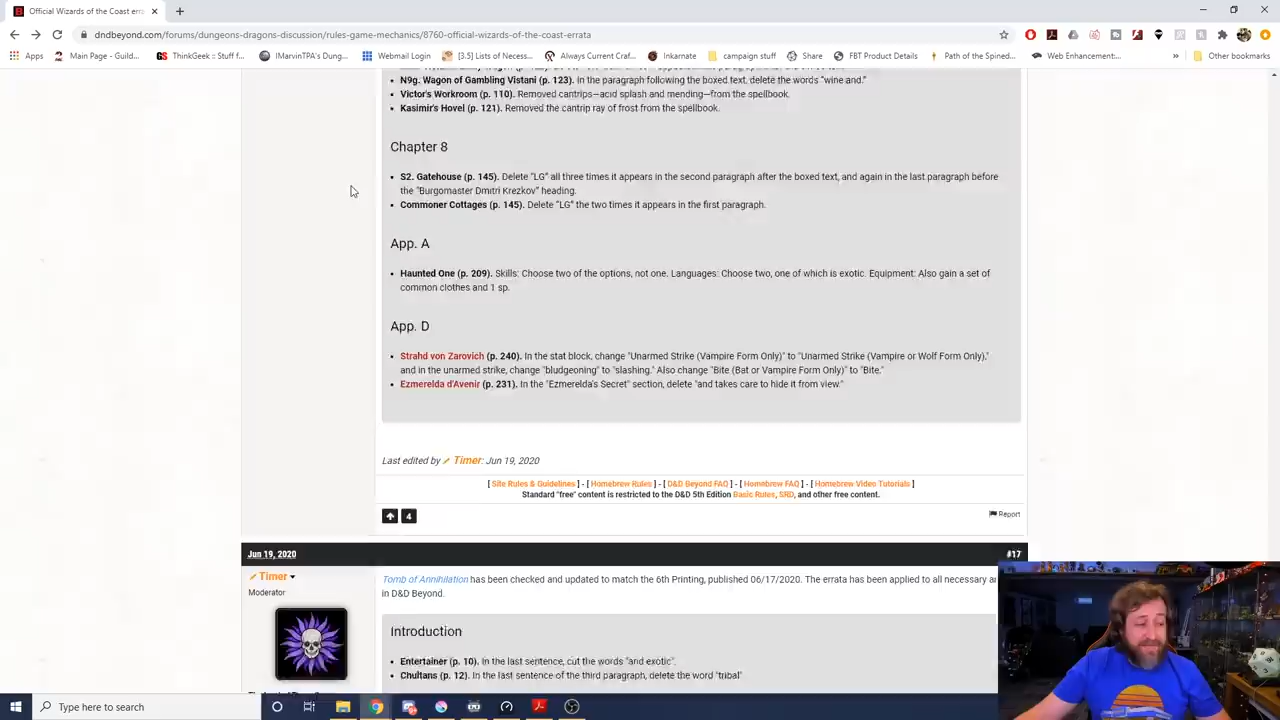 Official Wizards of the Coast err
dndbeyond.com/forums/dungeons-dragons-discussion/rules-game-mechanics/8760-official-wizards-of-the-coast-errata
Apps Main Page - Guild... ThinkGeek :: Stuff f... IMarvinTPA's Dung... Webmail Login [3.5] Lists of Necess... Always Current Craf... Inkarnate campaign stuff Share FBT Product Details Path of the Spined... Web Enhancement:... » Other bookmarks
N9g. Wagon of Gambling Vistani (p. 123). In the paragraph following the boxed text, delete the words "wine and."
Victor's Workroom (p. 110). Removed cantrips—acid splash and mending—from the spellbook.
Kasimir's Hovel (p. 121). Removed the cantrip ray of frost from the spellbook.
Chapter 8
S2. Gatehouse (p. 145). Delete "LG" all three times it appears in the second paragraph after the boxed text, and again in the last paragraph before
the "Burgomaster Dmitri Krezkov" heading.
Commoner Cottages (p. 145). Delete "LG" the two times it appears in the first paragraph.
App. A
Haunted One (p. 209). Skills: Choose two of the options, not one. Languages: Choose two, one of which is exotic. Equipment: Also gain a set of
common clothes and 1 sp.
App. D
Strahd von Zarovich (p. 240). In the stat block, change "Unarmed Strike (Vampire Form Only)" to "Unarmed Strike (Vampire or Wolf Form Only),"
and in the unarmed strike, change "bludgeoning" to "slashing." Also change "Bite (Bat or Vampire Form Only)" to "Bite."
Ezmerelda d'Avenir (p. 231). In the "Ezmerelda's Secret" section, delete "and takes care to hide it from view."
Last edited by Timer: Jun 19, 2020
[ Site Rules & Guidelines ] - [ Homebrew Rules ] - [ D&D Beyond FAQ ] - [ Homebrew FAQ ] - [ Homebrew Video Tutorials ]
Standard "free" content is restricted to the D&D 5th Edition Basic Rules, SRD, and other free content.
4
Report
Jun 19, 2020 #17
Timer
Moderator
Tomb of Annihilation has been checked and updated to match the 6th Printing, published 06/17/2020. The errata has been applied to all necessary
in D&D Beyond.
Introduction
Entertainer (p. 10). In the last sentence, cut the words "and exotic".
Chultans (p. 12). In the last sentence of the third paragraph, delete the word "tribal"
Type here to search